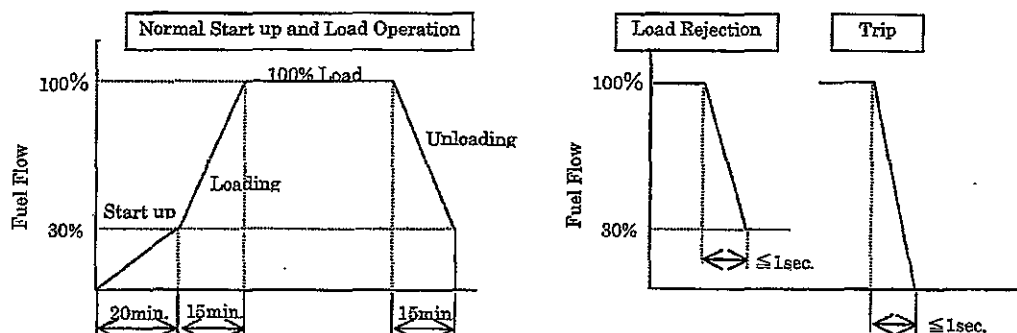 Normal Start up and Load Operation
100% Load
100%
Unloading
Loading
Start up
30%
Fuel Flow
20min.
15min
15min
Load Rejection
Trip
100%
Fuel Flow
30%
≦1sec.
≦1sec.